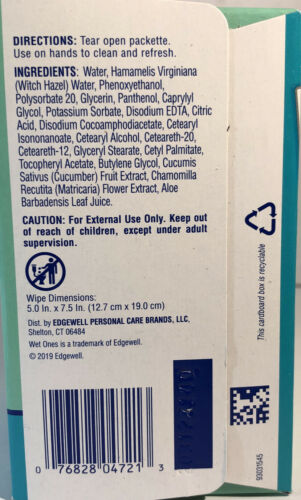 DIRECTIONS: Tear open packette.
Use on hands to clean and refresh.
INGREDIENTS: Water, Hamamelis Virginiana
(Witch Hazel) Water, Phenoxyethanol,
Polysorbate 20, Glycerin, Panthenol, Caprylyl
Glycol, Potassium Sorbate, Disodium EDTA, Citric
Acid, Disodium Cocoamphodiacetate, Cetearyl
Isononanoate, Cetearyl Alcohol, Ceteareth-20,
Ceteareth-12, Glyceryl Stearate, Cetyl Palmitate,
Tocopheryl Acetate, Butylene Glycol, Cucumis
Sativus (Cucumber) Fruit Extract, Chamomilla
Recutita (Matricaria) Flower Extract, Aloe
Barbadensis Leaf Juice.
CAUTION: For External Use Only. Keep out
of reach of children, except under adult
supervision.
Wipe Dimensions:
5.0 in. x 7.5 in. (12.7 cm x 19.0 cm)
Dist. by EDGEWELL PERSONAL CARE BRANDS, LLC,
Shelton, CT 06484
Wet Ones is a trademark of Edgewell.
© 2019 Edgewell.
0 76828 04721 3
This cardboard box is recyclable
93031545